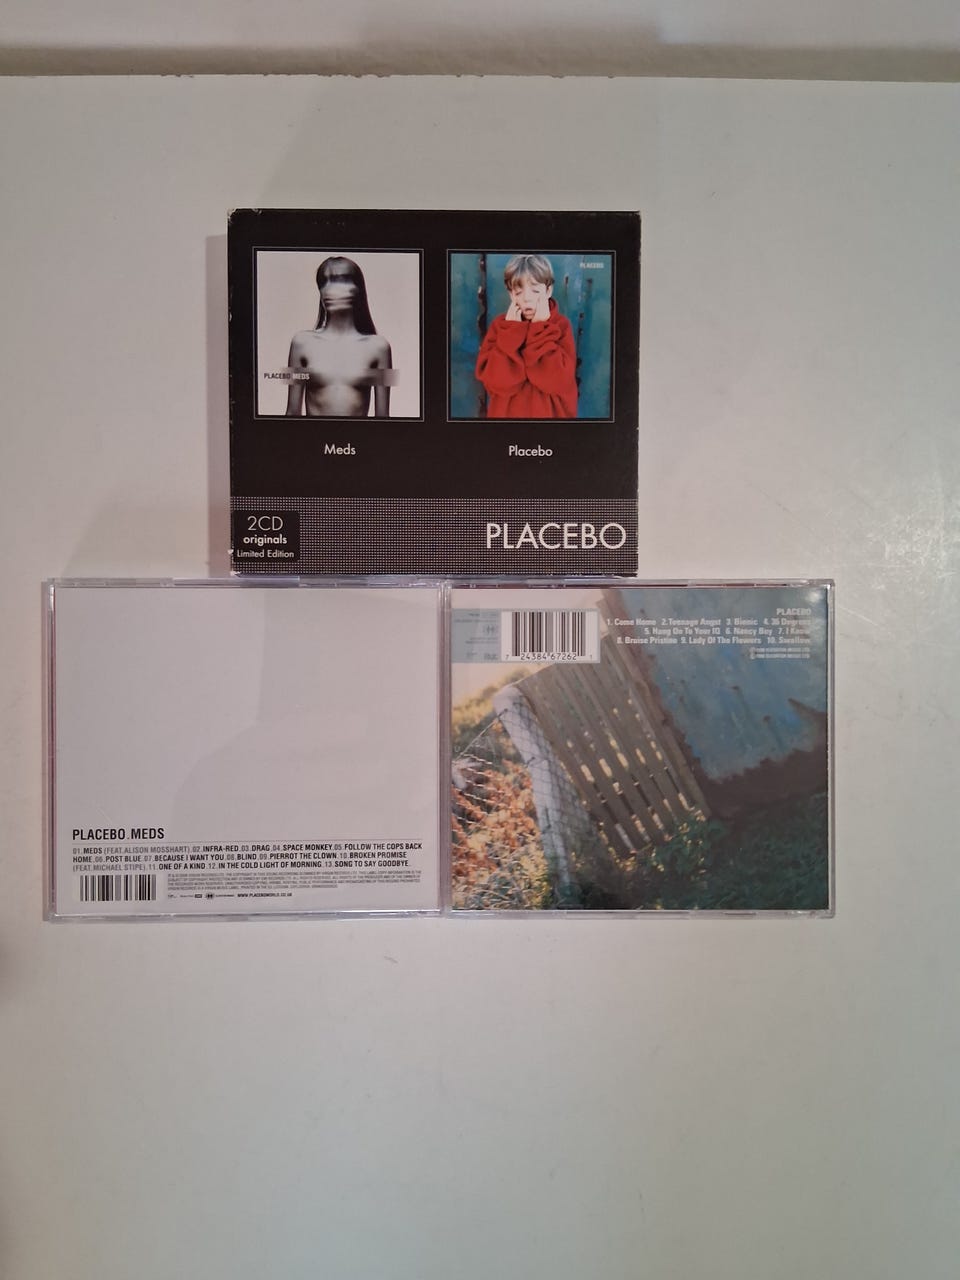 PLACEBO MEDS
PLACEBO
Meds
Placebo
2CD
originals
Limited Edition
PLACEBO
PLACEBO.MEDS
01.MEDS (FEAT.ALISON MOSSHART).02.INFRA-RED.03.DRAG.04.SPACE MONKEY.05.FOLLOW THE COPS BACK
HOME.06.POST BLUE.07.BECAUSE I WANT YOU.08.BLIND.09.PIERROT THE CLOWN.10.BROKEN PROMISE
(FEAT.MICHAEL STIPE).11.ONE OF A KIND.12.IN THE COLD LIGHT OF MORNING.13.SONG TO SAY GOODBYE.
WWW.PLACEBOWORLD.CO.UK
PLACEBO
1. Come Home 2. Teenage Angst 3. Bionic 4. 36 Degrees
5. Hang On To Your IQ 6. Nancy Boy 7. I Know
8. Bruise Pristine 9. Lady Of The Flowers 10. Swallow
7 24384 67262 1